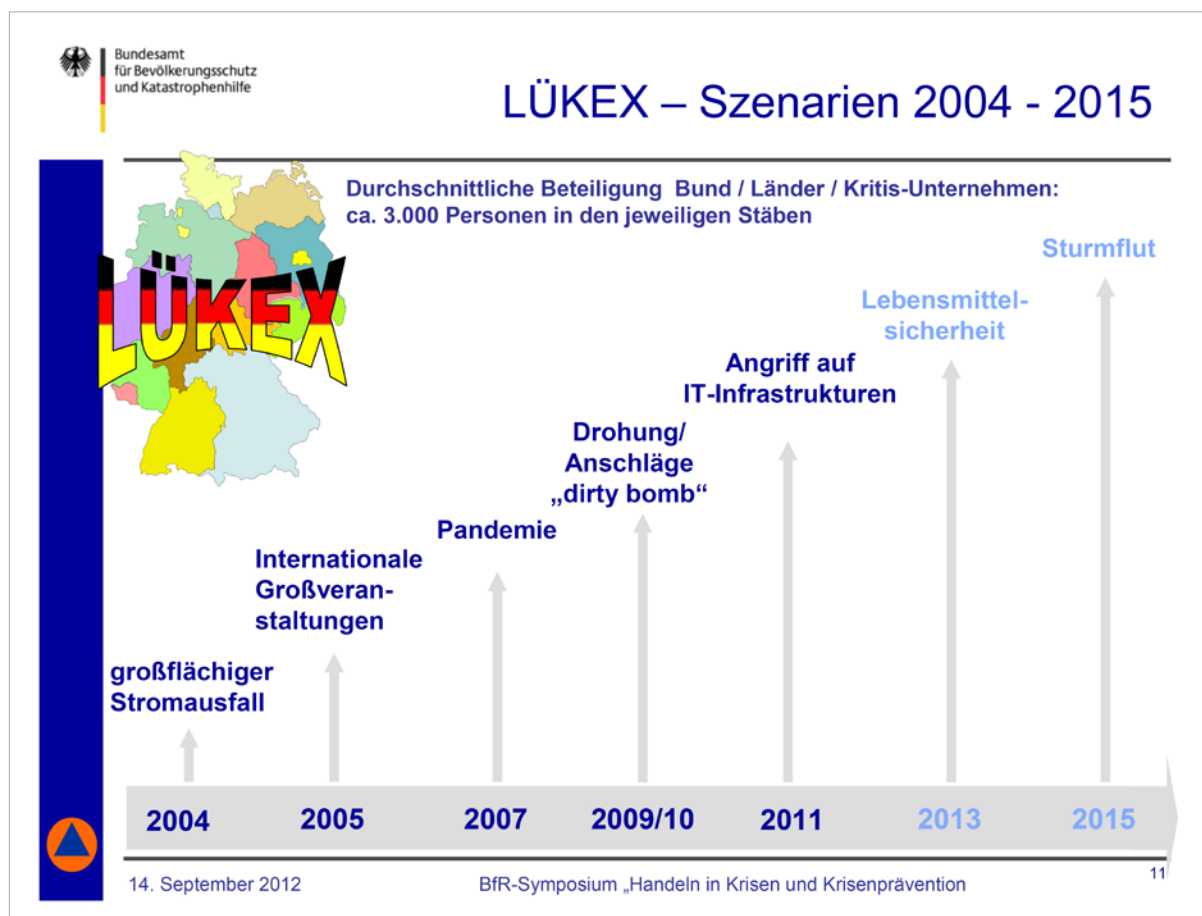 Bundesamt
für Bevölkerungsschutz
und Katastrophenhilfe
LÜKEX – Szenarien 2004 - 2015
Durchschnittliche Beteiligung Bund / Länder / Kritis-Unternehmen:
ca. 3.000 Personen in den jeweiligen Stäben
LÜKEX
Sturmflut
Lebensmittel-
sicherheit
Angriff auf
IT-Infrastrukturen
Drohung/
Anschläge
„dirty bomb“
Pandemie
Internationale
Großveran-
staltungen
großflächiger
Stromausfall
2004 2005 2007 2009/10 2011 2013 2015
14. September 2012 BfR-Symposium „Handeln in Krisen und Krisenprävention 11